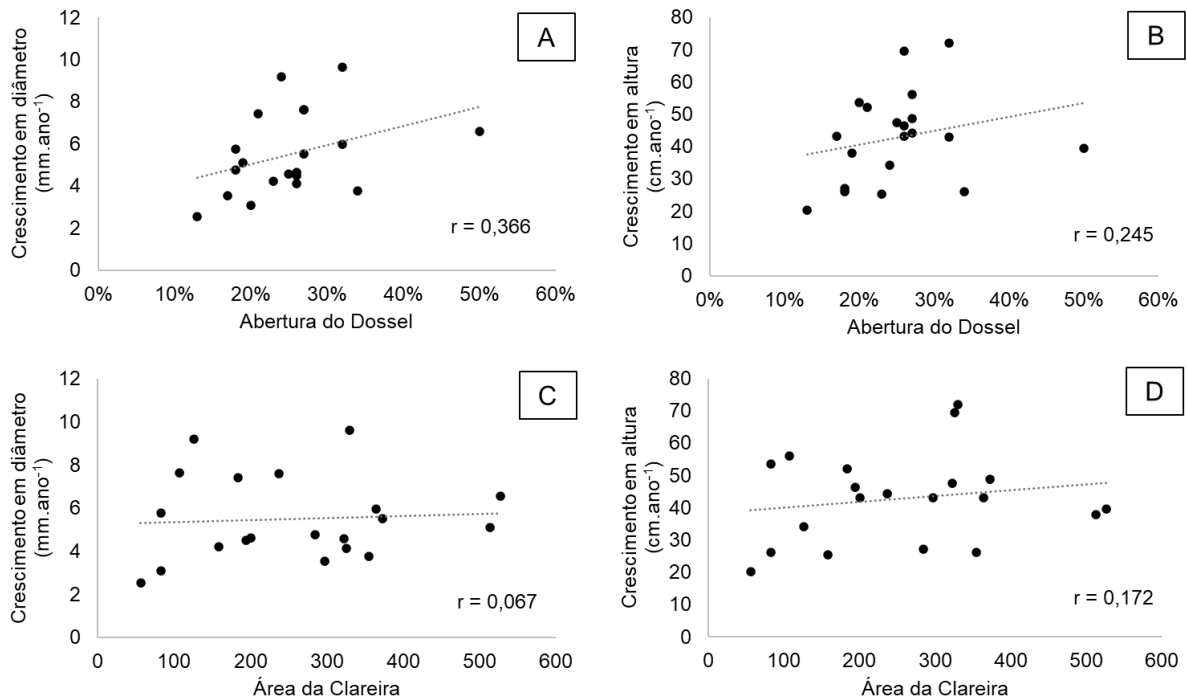 A
Crescimento em diâmetro
(mm.ano⁻¹)
12
10
8
6
4
2
0
r = 0,366
0% 10% 20% 30% 40% 50% 60%
Abertura do Dossel
B
Crescimento em altura
(cm.ano⁻¹)
80
70
60
50
40
30
20
10
0
r = 0,245
0% 10% 20% 30% 40% 50% 60%
Abertura do Dossel
C
Crescimento em diâmetro
(mm.ano⁻¹)
12
10
8
6
4
2
0
r = 0,067
0 100 200 300 400 500 600
Área da Clareira
D
Crescimento em altura
(cm.ano⁻¹)
80
70
60
50
40
30
20
10
0
r = 0,172
0 100 200 300 400 500 600
Área da Clareira